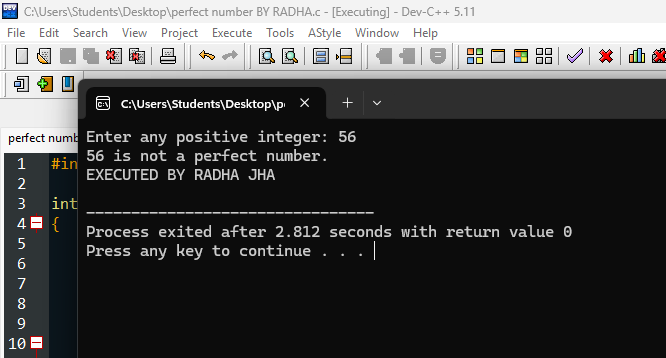 C:\Users\Students\Desktop\perfect number BY RADHA.c - [Executing] - Dev-C++ 5.11
File Edit Search View Project Execute Tools AStyle Window Help
C:\Users\Students\Desktop\p
perfect numb
Enter any positive integer: 56
56 is not a perfect number.
EXECUTED BY RADHA JHA
--------------------------------
Process exited after 2.812 seconds with return value 0
Press any key to continue . . .
1 #in
2
3 int
4 {
5
6
7
8
9
10